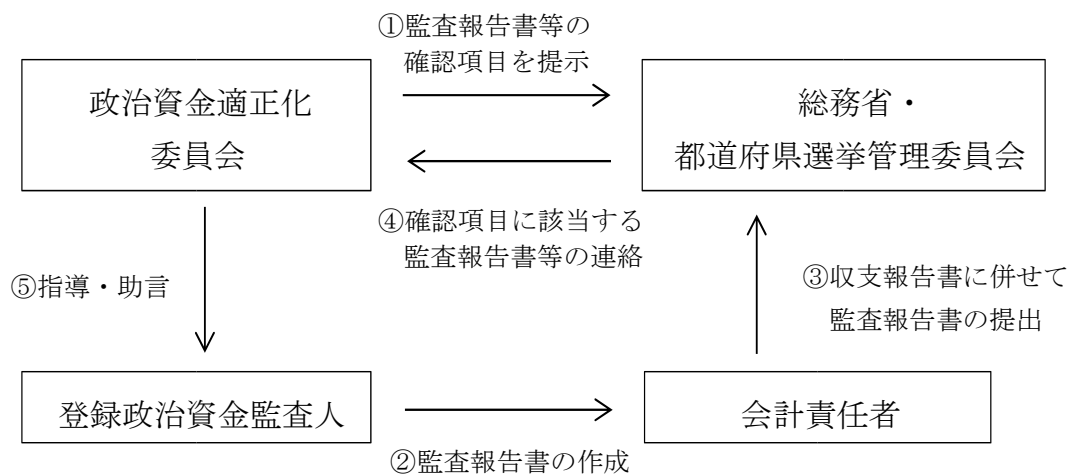 ①監査報告書等の
確認項目を提示
政治資金適正化
委員会
総務省・
都道府県選挙管理委員会
④確認項目に該当する
監査報告書等の連絡
⑤指導・助言
③収支報告書に併せて
監査報告書の提出
登録政治資金監査人
会計責任者
②監査報告書の作成